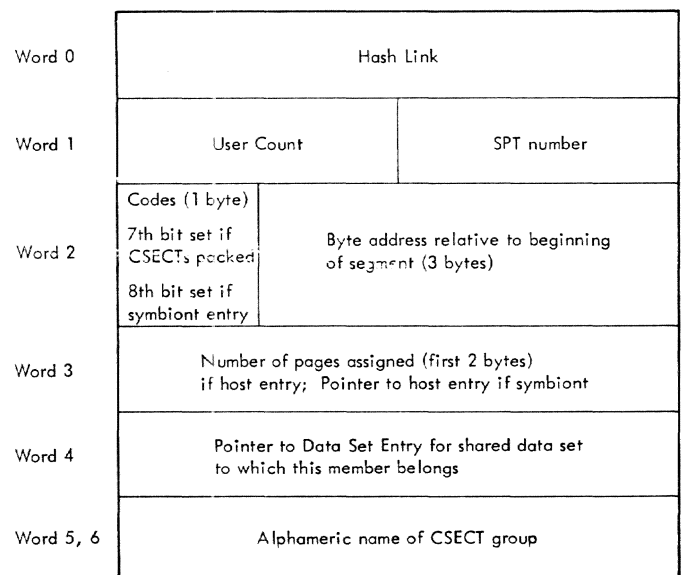 Word 0
Hash Link
Word 1
User Count
SPT number
Word 2
Codes (1 byte)
7th bit set if
CSECTs packed
8th bit set if
symbiont entry
Byte address relative to beginning
of segment (3 bytes)
Word 3
Number of pages assigned (first 2 bytes)
if host entry; Pointer to host entry if symbiont
Word 4
Pointer to Data Set Entry for shared data set
to which this member belongs
Word 5, 6
Alphameric name of CSECT group